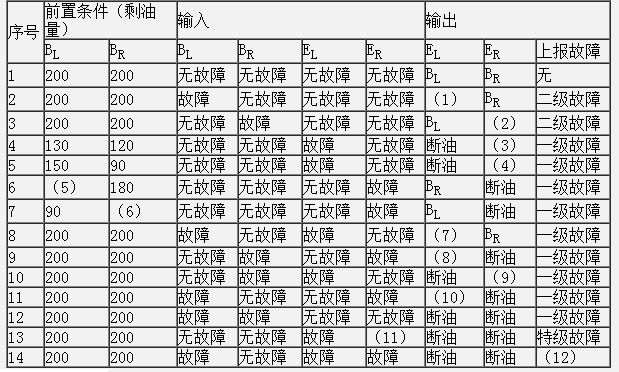 序号 前置条件（剩油量） 输入 输出
B_L B_R B_L B_R E_L E_R E_L E_R 上报故障
1 200 200 无故障 无故障 无故障 无故障 B_L B_R 无
2 200 200 故障 无故障 无故障 无故障 （1） B_R 二级故障
3 200 200 无故障 故障 无故障 无故障 B_L （2） 二级故障
4 130 120 无故障 无故障 故障 无故障 断油 （3） 一级故障
5 150 90 无故障 无故障 故障 无故障 断油 （4） 一级故障
6 （5） 180 无故障 无故障 无故障 故障 B_R 断油 一级故障
7 90 （6） 无故障 无故障 无故障 故障 B_L 断油 一级故障
8 200 200 故障 无故障 故障 无故障 （7） B_R 一级故障
9 200 200 无故障 故障 无故障 故障 （8） 断油 一级故障
10 200 200 无故障 故障 故障 无故障 断油 （9） 一级故障
11 200 200 故障 无故障 无故障 故障 （10） 断油 一级故障
12 200 200 故障 故障 无故障 无故障 断油 断油 一级故障
13 200 200 无故障 无故障 故障 （11） 断油 断油 特级故障
14 200 200 故障 无故障 故障 故障 断油 断油 （12）